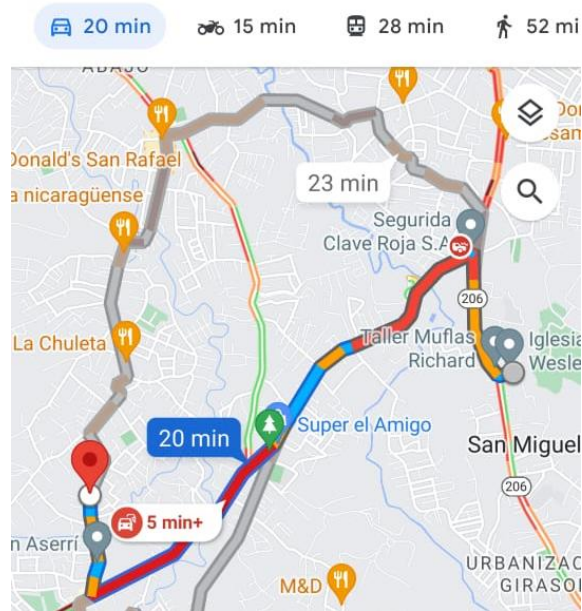 20 min
15 min
28 min
52 mi
ABAJO
Donald's San Rafael
a nicaragüense
23 min
Segurida
Clave Roja S.A
206
La Chuleta
Taller Muflas
Richard
Iglesia
Wesle
Super el Amigo
20 min
San Miguel
206
5 min+
n Aserrí
URBANIZAC
GIRASO
M&D